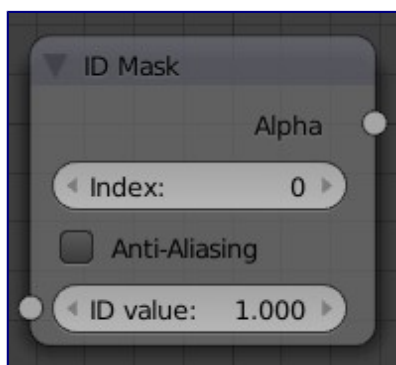 ID Mask
Alpha
Index: 0
Anti-Aliasing
ID value: 1.000